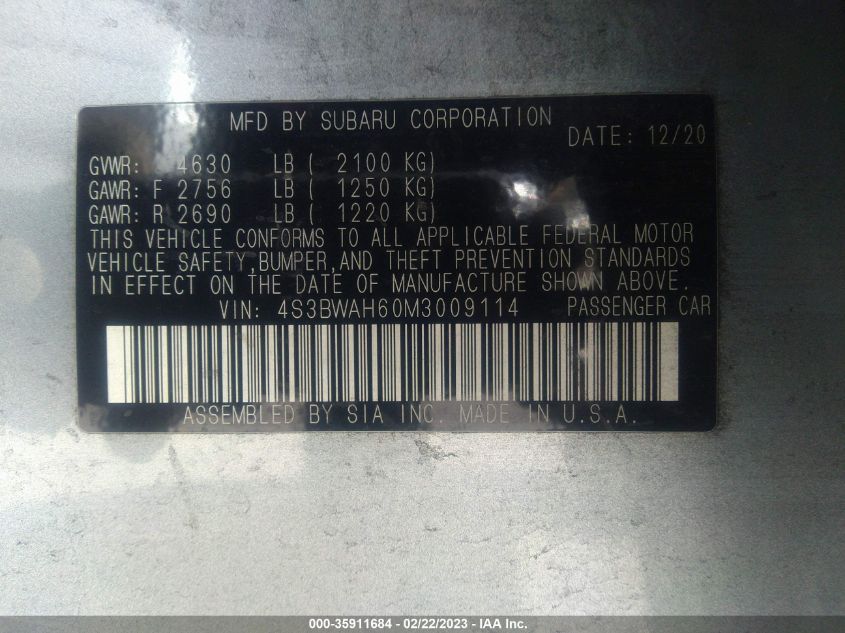 MFD BY SUBARU CORPORATION
DATE: 12/20
GVWR: 4630 LB ( 2100 KG)
GAWR: F 2756 LB ( 1250 KG)
GAWR: R 2690 LB ( 1220 KG)
THIS VEHICLE CONFORMS TO ALL APPLICABLE FEDERAL MOTOR
VEHICLE SAFETY,BUMPER,AND THEFT PREVENTION STANDARDS
IN EFFECT ON THE DATE OF MANUFACTURE SHOWN ABOVE.
VIN: 4S3BWAH60M3009114 PASSENGER CAR
ASSEMBLED BY SIA INC. MADE IN U.S.A.
000-35911684 - 02/22/2023 - IAA Inc.